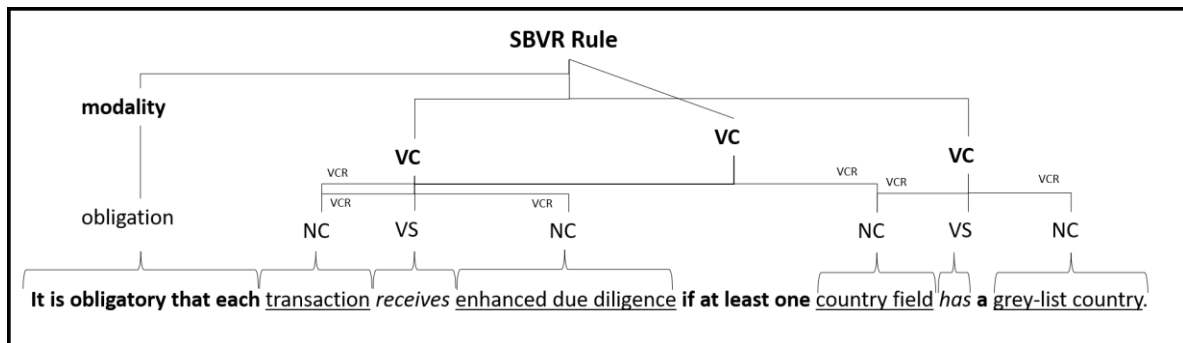 SBVR Rule
modality
VC
VC
VC
VCR
VCR
VCR
VCR
VCR
VCR
obligation
NC
VS
NC
NC
VS
NC
It is obligatory that each transaction receives enhanced due diligence if at least one country field has a grey-list country.